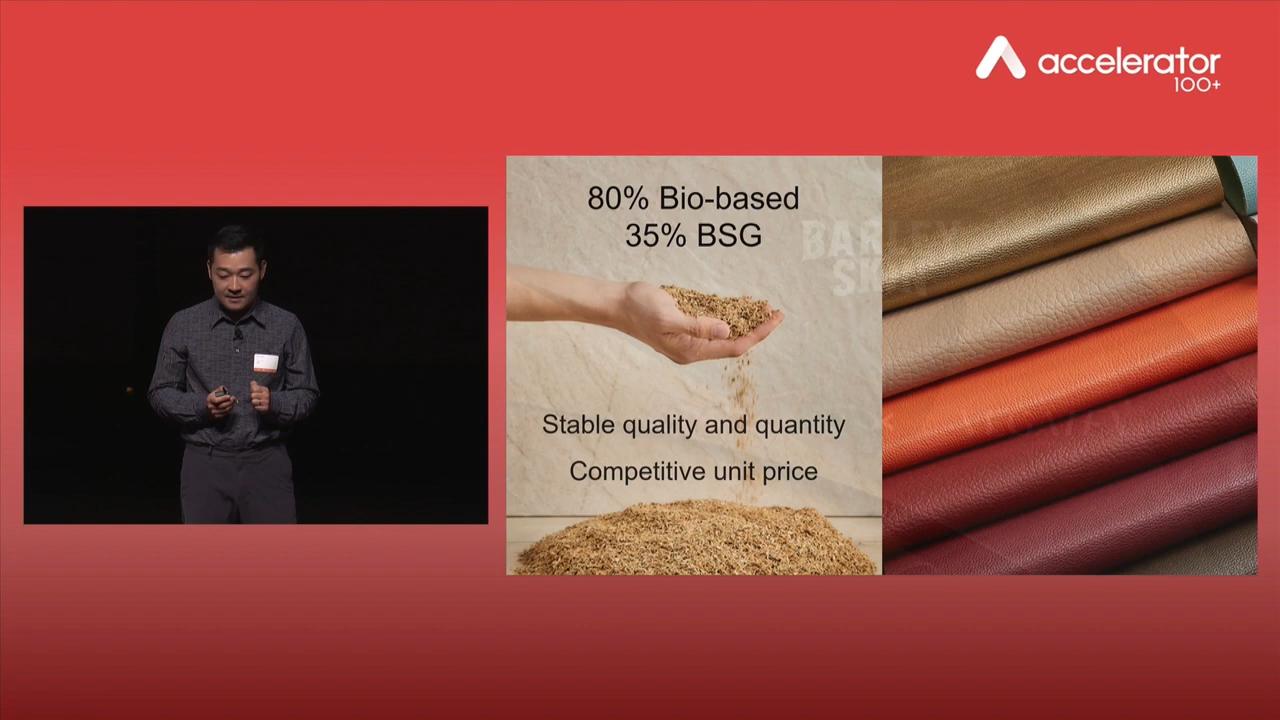 accelerator
100+
80% Bio-based
35% BSG
Stable quality and quantity
Competitive unit price